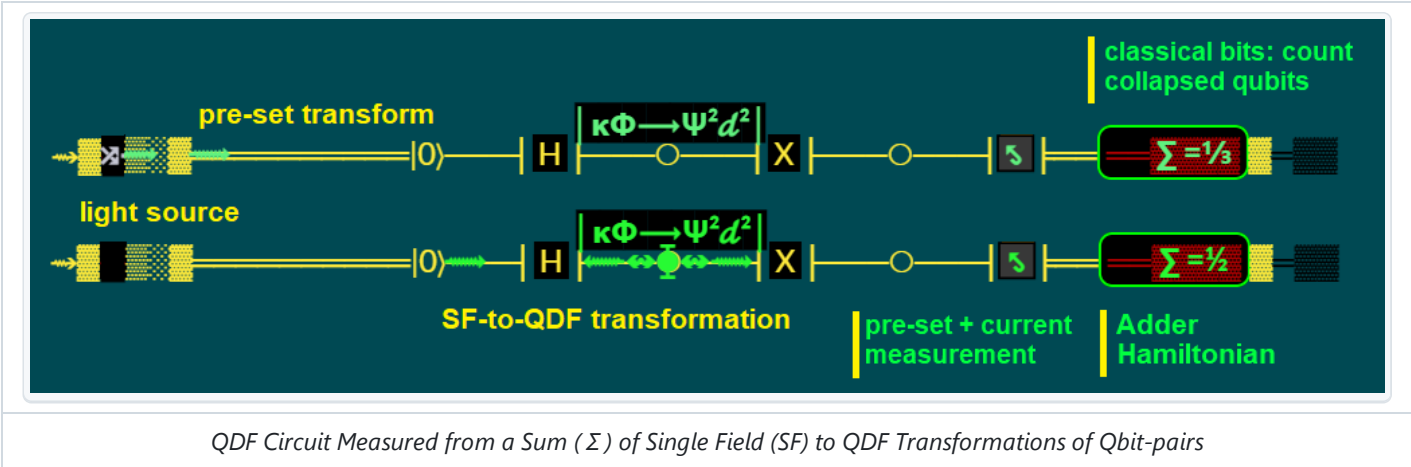 classical bits: count
collapsed qubits
pre-set transform
κΦ⟶Ψ²d²
|0⟩ H X Σ =⅓
light source
κΦ⟶Ψ²d²
|0⟩ H X Σ =½
SF-to-QDF transformation
pre-set + current
measurement
Adder
Hamiltonian
QDF Circuit Measured from a Sum (Σ) of Single Field (SF) to QDF Transformations of Qbit-pairs